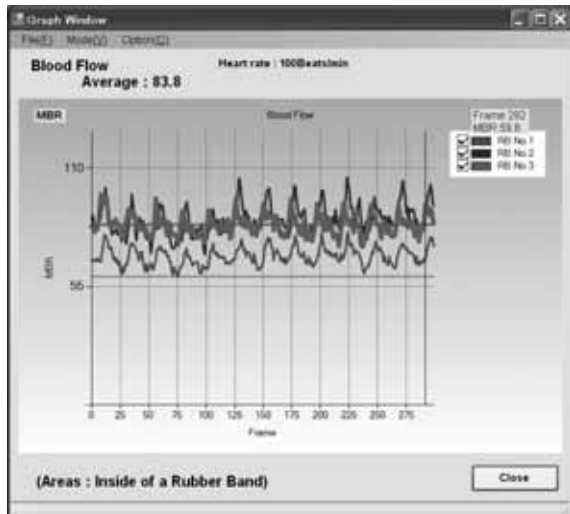 Graph Window
File(F) Mode(V) Option(O)
Blood Flow
Average : 83.8
Heart rate : 100Beats/min
MBR
Blood Flow
Frame 292
MBR:59.6
RB No.1
RB No.2
RB No.3
110
55
MBR
0 25 50 75 100 125 150 175 200 225 250 275
Frame
(Areas : Inside of a Rubber Band)
Close